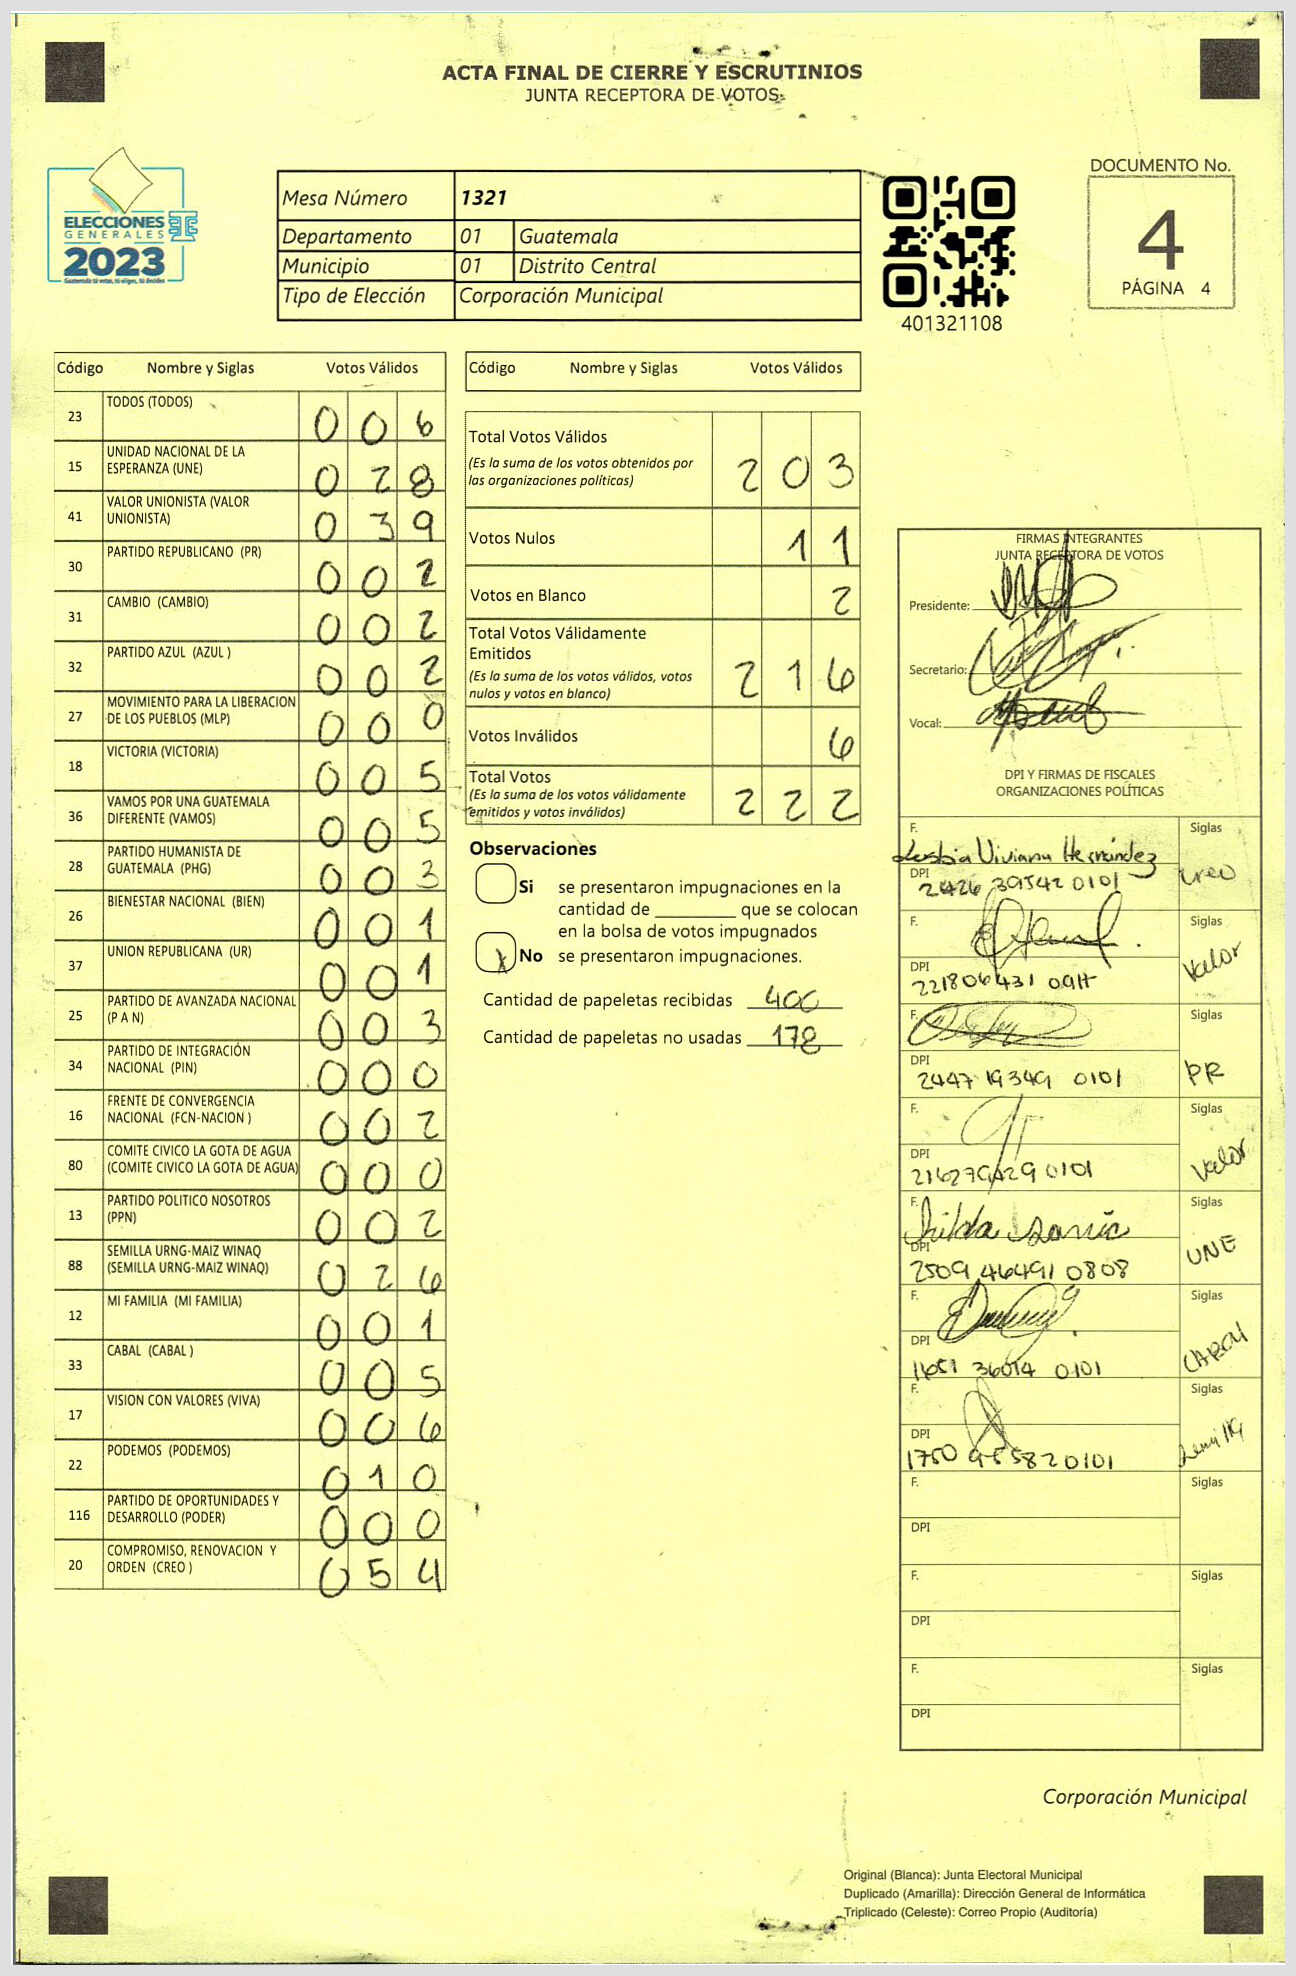 ACTA FINAL DE CIERRE Y ESCRUTINIOS
JUNTA RECEPTORA DE VOTOS
ELECCIONES
GENERALES
2023
Guatemala tú votas, tú eliges, tú decides
Mesa Número 1321
Departamento 01 Guatemala
Municipio 01 Distrito Central
Tipo de Elección Corporación Municipal
401321108
DOCUMENTO No.
4
PÁGINA 4
Código Nombre y Siglas Votos Válidos
23 TODOS (TODOS) 0 0 6
15 UNIDAD NACIONAL DE LA
ESPERANZA (UNE) 0 2 8
41 VALOR UNIONISTA (VALOR
UNIONISTA) 0 3 9
30 PARTIDO REPUBLICANO (PR) 0 0 2
31 CAMBIO (CAMBIO) 0 0 2
32 PARTIDO AZUL (AZUL ) 0 0 2
27 MOVIMIENTO PARA LA LIBERACION
DE LOS PUEBLOS (MLP) 0 0 0
18 VICTORIA (VICTORIA) 0 0 5
36 VAMOS POR UNA GUATEMALA
DIFERENTE (VAMOS) 0 0 5
28 PARTIDO HUMANISTA DE
GUATEMALA (PHG) 0 0 3
26 BIENESTAR NACIONAL (BIEN) 0 0 1
37 UNION REPUBLICANA (UR) 0 0 1
25 PARTIDO DE AVANZADA NACIONAL
(P A N) 0 0 3
34 PARTIDO DE INTEGRACIÓN
NACIONAL (PIN) 0 0 0
16 FRENTE DE CONVERGENCIA
NACIONAL (FCN-NACION ) 0 0 2
80 COMITE CIVICO LA GOTA DE AGUA
(COMITE CIVICO LA GOTA DE AGUA) 0 0 0
13 PARTIDO POLITICO NOSOTROS
(PPN) 0 0 2
88 SEMILLA URNG-MAIZ WINAQ
(SEMILLA URNG-MAIZ WINAQ) 0 2 6
12 MI FAMILIA (MI FAMILIA) 0 0 1
33 CABAL (CABAL ) 0 0 5
17 VISION CON VALORES (VIVA) 0 0 6
22 PODEMOS (PODEMOS) 0 1 0
116 PARTIDO DE OPORTUNIDADES Y
DESARROLLO (PODER) 0 0 0
20 COMPROMISO, RENOVACION Y
ORDEN (CREO ) 0 5 4
Código Nombre y Siglas Votos Válidos
Total Votos Válidos
(Es la suma de los votos obtenidos por
las organizaciones políticas) 2 0 3
Votos Nulos 1 1
Votos en Blanco 2
Total Votos Válidamente
Emitidos
(Es la suma de los votos válidos, votos
nulos y votos en blanco) 2 1 6
Votos Inválidos 6
Total Votos
(Es la suma de los votos válidamente
emitidos y votos inválidos) 2 2 2
Observaciones
Si se presentaron impugnaciones en la
cantidad de ________ que se colocan
en la bolsa de votos impugnados
x No se presentaron impugnaciones.
Cantidad de papeletas recibidas 400
Cantidad de papeletas no usadas 178
FIRMAS INTEGRANTES
JUNTA RECEPTORA DE VOTOS
Presidente:
Secretario:
Vocal:
DPI Y FIRMAS DE FISCALES
ORGANIZACIONES POLÍTICAS
F. Lesbia Viviana Hernández Siglas
DPI 2426 39542 0101 Creo
F. Siglas
DPI Valor
F. Siglas
DPI 2447 19349 0101 PR
F. Siglas
DPI 0101 Valor
F. Siglas
DPI 2509 46491 0808 UNE
F. Siglas
DPI 36014 0101
F. Siglas
DPI 1750 0101
F. Siglas
DPI
F. Siglas
DPI
F. Siglas
DPI
Corporación Municipal
Original (Blanca): Junta Electoral Municipal
Duplicado (Amarilla): Dirección General de Informática
Triplicado (Celeste): Correo Propio (Auditoría)